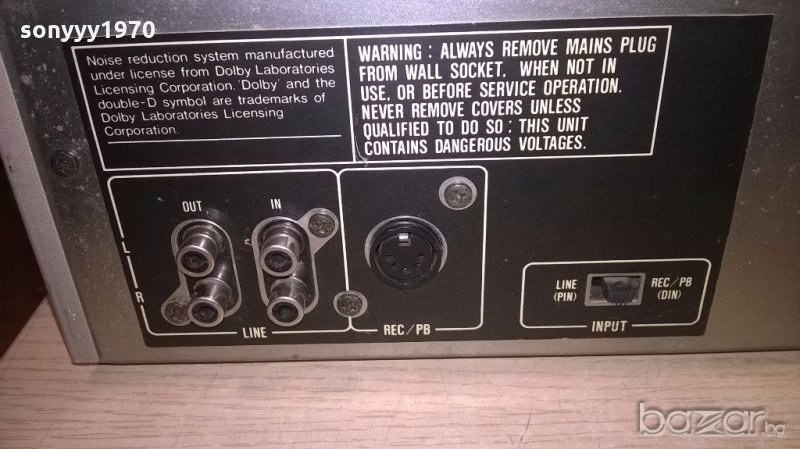 sonyyy1970
Noise reduction system manufactured
under license from Dolby Laboratories
Licensing Corporation. 'Dolby' and the
double-D symbol are trademarks of
Dolby Laboratories Licensing
Corporation.
WARNING : ALWAYS REMOVE MAINS PLUG
FROM WALL SOCKET, WHEN NOT IN
USE, OR BEFORE SERVICE OPERATION.
NEVER REMOVE COVERS UNLESS
QUALIFIED TO DO SO : THIS UNIT
CONTAINS DANGEROUS VOLTAGES.
OUT
IN
L
R
LINE
REC/PB
LINE
(PIN)
REC/PB
(DIN)
INPUT
bazar.bg